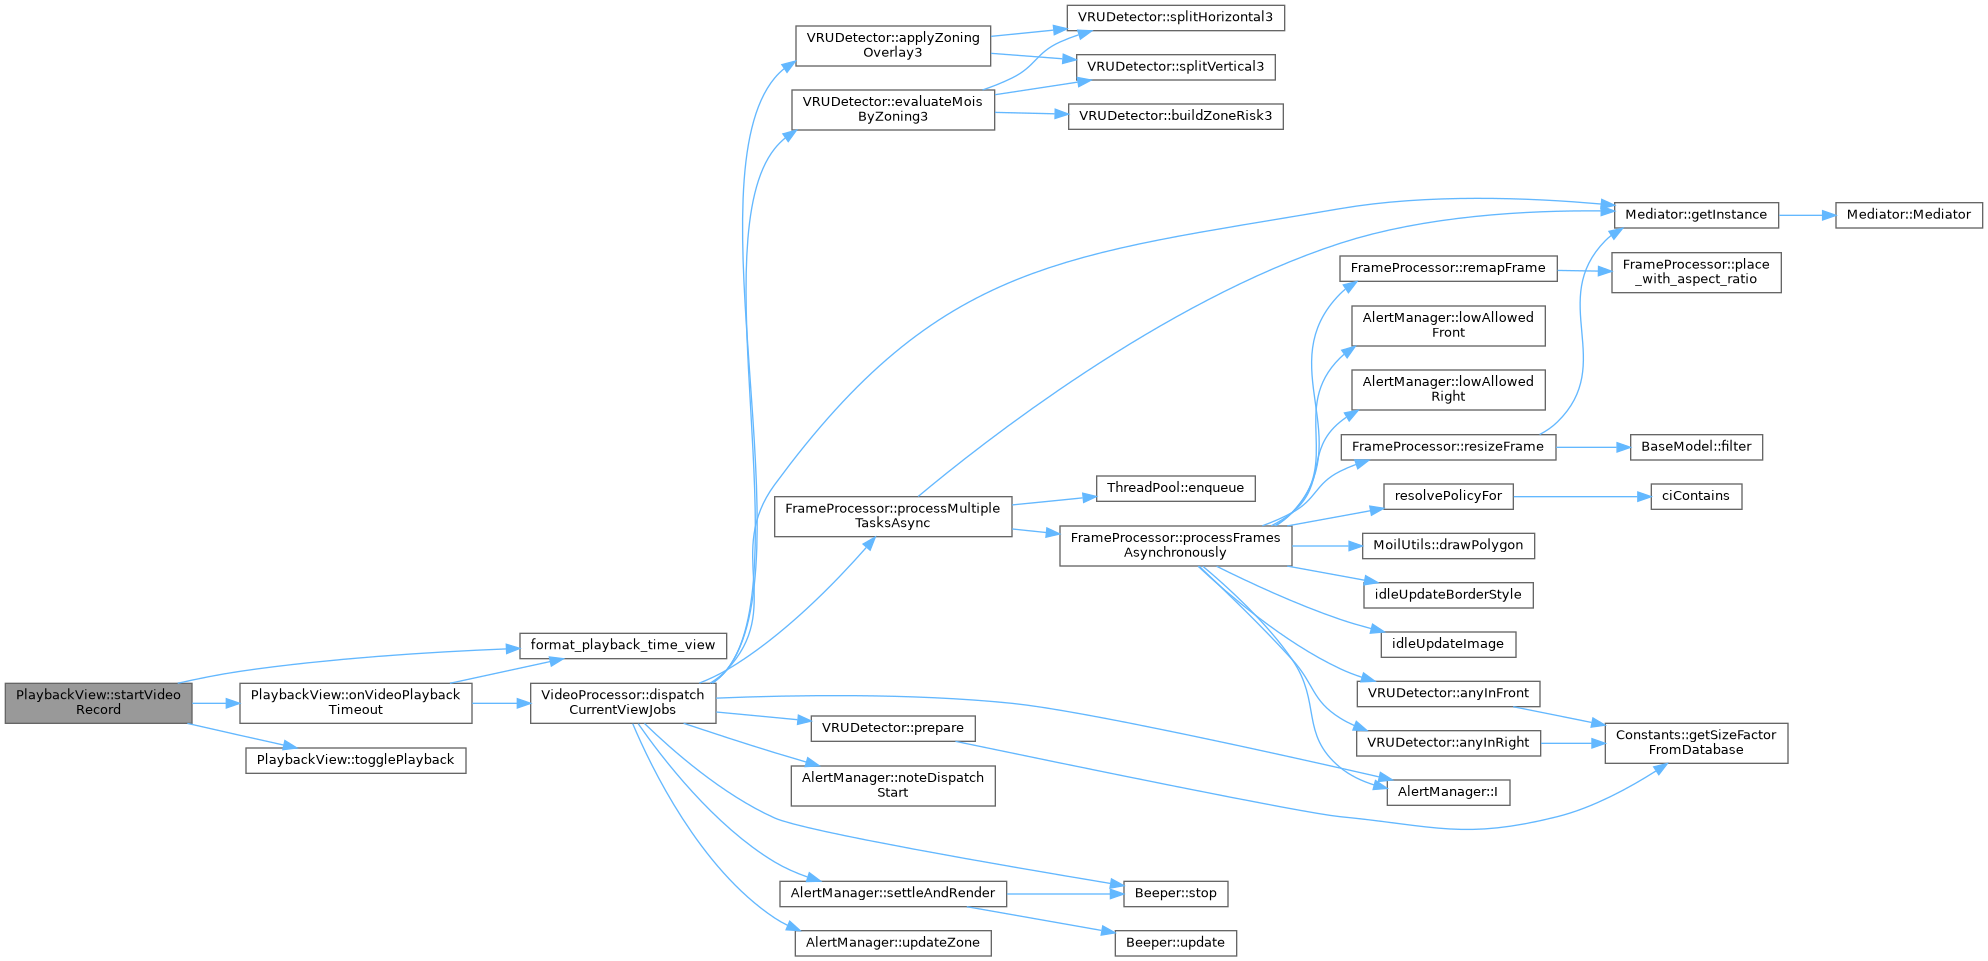 PlaybackView::startVideo
Record
format_playback_time_view
PlaybackView::onVideoPlayback
Timeout
PlaybackView::togglePlayback
VideoProcessor::dispatch
CurrentViewJobs
VRUDetector::applyZoning
Overlay3
VRUDetector::evaluateMois
ByZoning3
VRUDetector::splitHorizontal3
VRUDetector::splitVertical3
VRUDetector::buildZoneRisk3
FrameProcessor::processMultiple
TasksAsync
ThreadPool::enqueue
FrameProcessor::processFrames
Asynchronously
Mediator::getInstance
Mediator::Mediator
FrameProcessor::remapFrame
FrameProcessor::place
_with_aspect_ratio
AlertManager::lowAllowed
Front
AlertManager::lowAllowed
Right
FrameProcessor::resizeFrame
BaseModel::filter
resolvePolicyFor
ciContains
MoilUtils::drawPolygon
idleUpdateBorderStyle
idleUpdateImage
VRUDetector::anyInFront
VRUDetector::anyInRight
Constants::getSizeFactor
FromDatabase
AlertManager::I
VRUDetector::prepare
AlertManager::noteDispatch
Start
AlertManager::settleAndRender
Beeper::stop
Beeper::update
AlertManager::updateZone